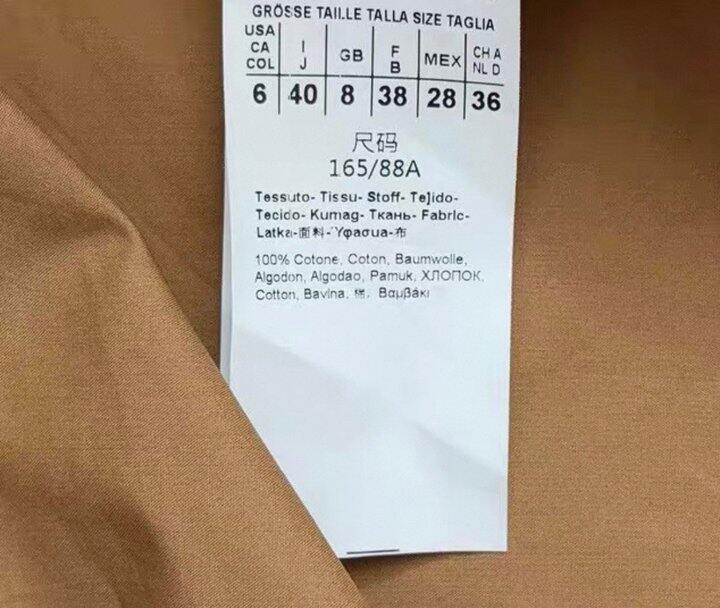 GRÖSSE TAILLE TALLA SIZE TAGLIA
USA CA COL I J GB F B MEX CH A NL D
6 40 8 38 28 36
尺码
165/88A
Tessuto- Tissu- Stoff- Tejido-
Tecido- Kumaş- Ткань- Fabric-
Latka-面料-Ύφασμα-布
100% Cotone, Coton, Baumwolle,
Algodon, Algodao, Pamuk, ХЛОПОК,
Cotton, Bavlna, 棉, Βαμβάκι